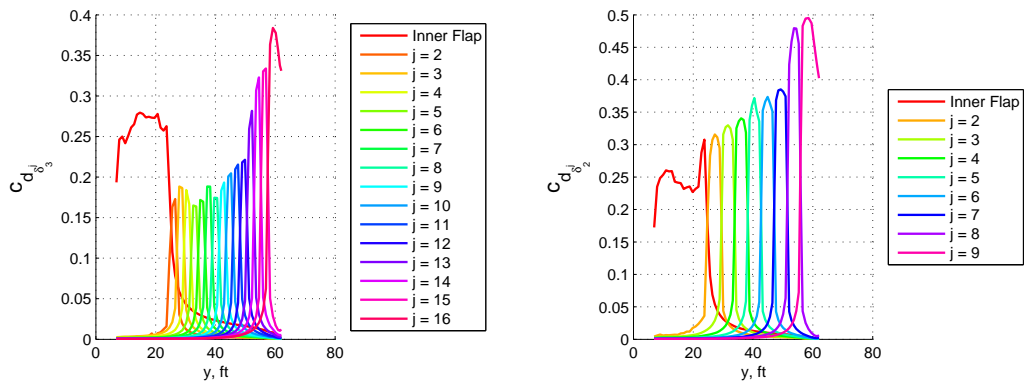 0.4
0.35
0.3
0.25
0.2
0.15
0.1
0.05
0
0 20 40 60 80
y, ft
c_{d_{δ_3^j}}
Inner Flap
j = 2
j = 3
j = 4
j = 5
j = 6
j = 7
j = 8
j = 9
j = 10
j = 11
j = 12
j = 13
j = 14
j = 15
j = 16
0.5
0.45
0.4
0.35
0.3
0.25
0.2
0.15
0.1
0.05
0
0 20 40 60 80
y, ft
c_{d_{δ_2^j}}
Inner Flap
j = 2
j = 3
j = 4
j = 5
j = 6
j = 7
j = 8
j = 9